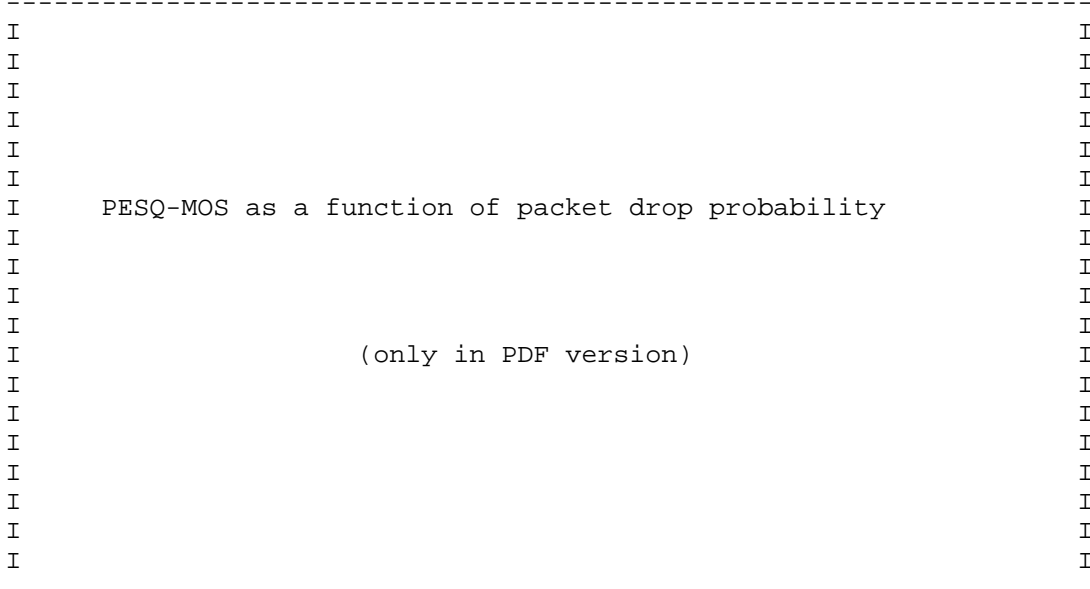 --------------------------------------------------------------------
I I
I I
I I
I I
I I
I I
I PESQ-MOS as a function of packet drop probability I
I I
I I
I I
I I
I (only in PDF version) I
I I
I I
I I
I I
I I
I I
I I